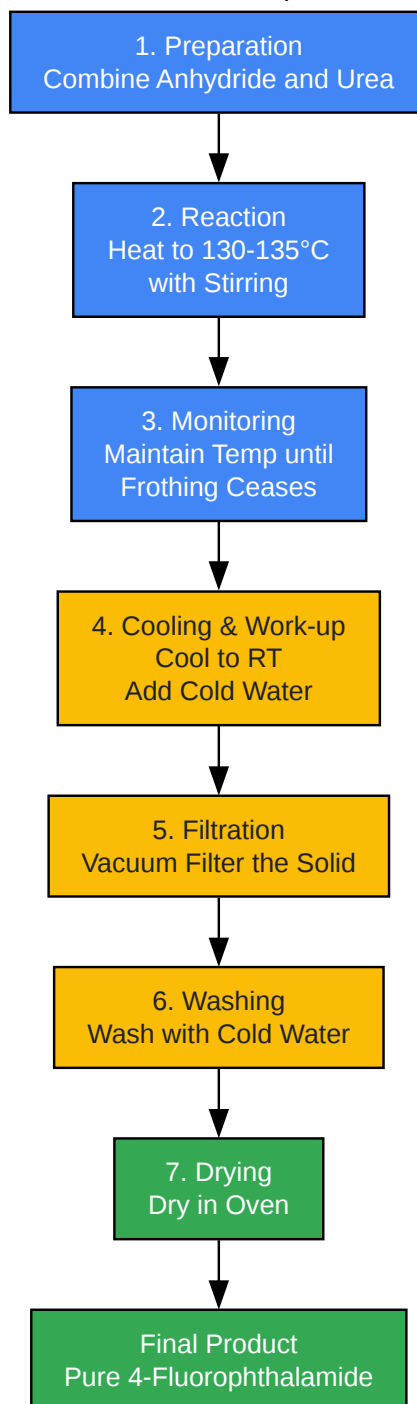 1. Preparation
Combine Anhydride and Urea
2. Reaction
Heat to 130-135°C
with Stirring
3. Monitoring
Maintain Temp until
Frothing Ceases
4. Cooling & Work-up
Cool to RT
Add Cold Water
5. Filtration
Vacuum Filter the Solid
6. Washing
Wash with Cold Water
7. Drying
Dry in Oven
Final Product
Pure 4-Fluorophthalamide